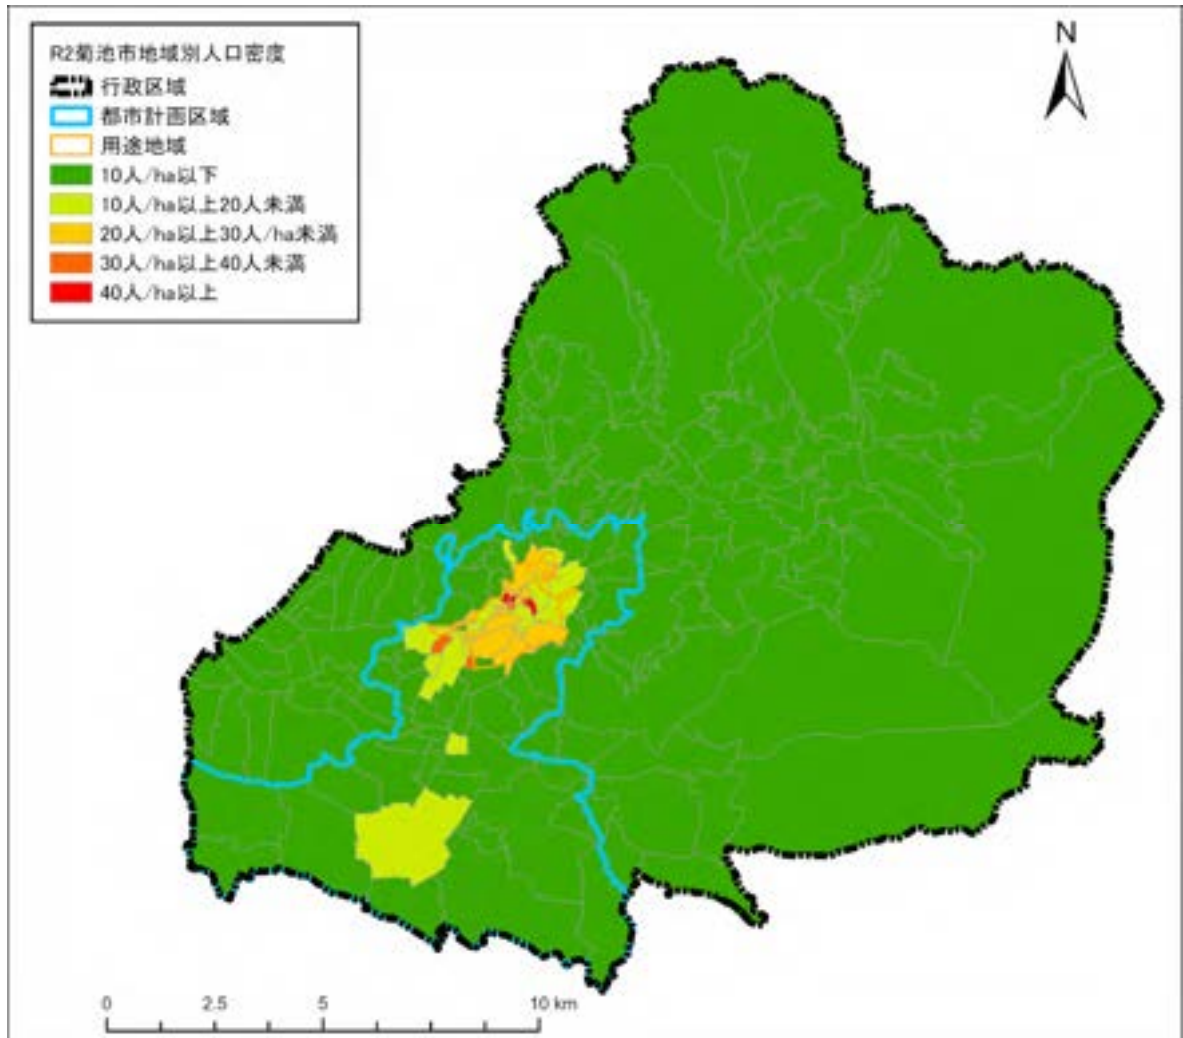 R2菊池市地域別人口密度
行政区域
都市計画区域
用途地域
10人/ha以下
10人/ha以上20人未満
20人/ha以上30人/ha未満
30人/ha以上40人未満
40人/ha以上
N
0 2.5 5 10 km